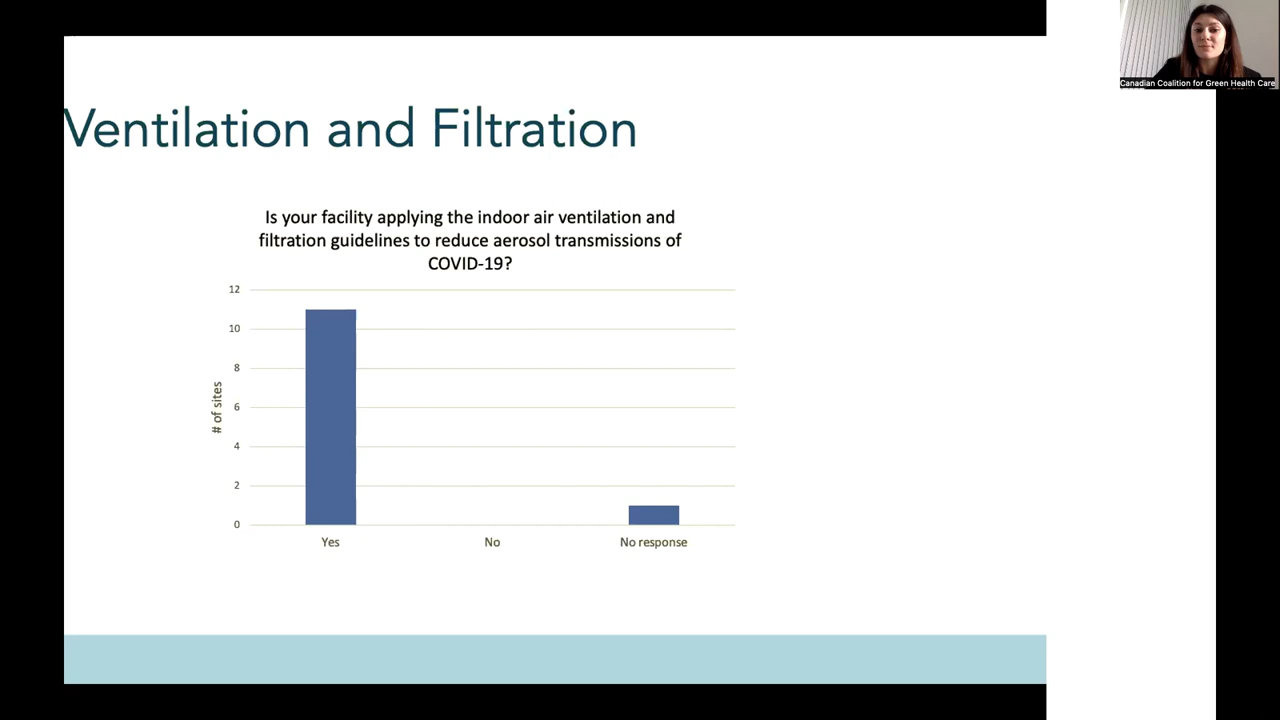 Canadian Coalition for Green Health Care
Ventilation and Filtration
Is your facility applying the indoor air ventilation and
filtration guidelines to reduce aerosol transmissions of
COVID-19?
12
10
8
6
4
2
0
# of sites
Yes
No
No response